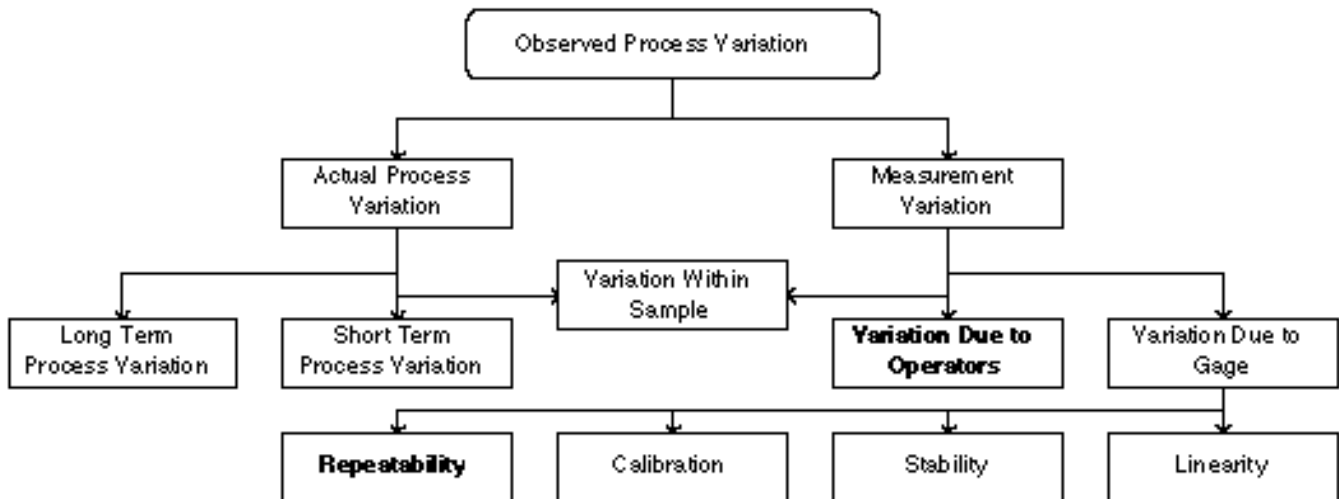 Observed Process Variation
Actual Process
Variation
Measurement
Variation
Variation Within
Sample
Long Term
Process Variation
Short Term
Process Variation
Variation Due to
Operators
Variation Due to
Gage
Repeatability
Calibration
Stability
Linearity